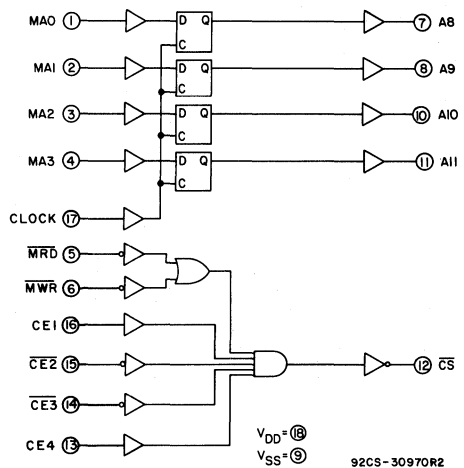 MA0 1 D Q 7 A8
C
MA1 2 D Q 8 A9
C
MA2 3 D Q 10 A10
C
MA3 4 D Q 11 A11
C
CLOCK 17
MRD 5
MWR 6
CE1 16
CE2 15 12 CS
CE3 14
CE4 13
VDD = 18
VSS = 9
92CS-30970R2